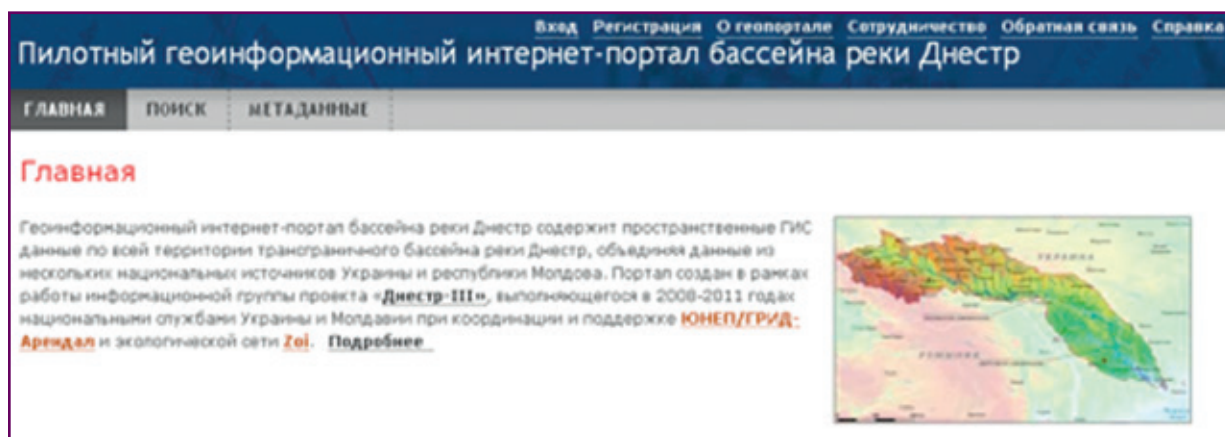 Вход Регистрация О геопортале Сотрудничество Обратная связь Справка
Пилотный геоинформационный интернет-портал бассейна реки Днестр
ГЛАВНАЯ ПОИСК МЕТАДАННЫЕ
Главная
Геоинформационный интернет-портал бассейна реки Днестр содержит пространственные ГИС
данные по всей территории трансграничного бассейна реки Днестр, объединяя данные из
нескольких национальных источников Украины и республики Молдова. Портал создан в рамках
работы информационной группы проекта «Днестр-III», выполняющегося в 2008-2011 годах
национальными службами Украины и Молдавии при координации и поддержке ЮНЕП/ГРИД-
Арендал и экологической сети Zoi. Подробнее
УКРАИНА
РУМЫНИЯ